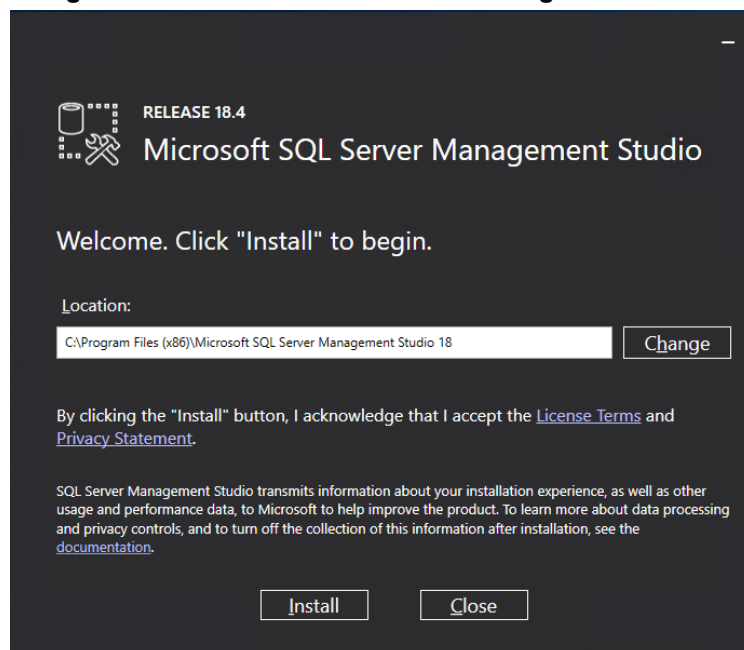 RELEASE 18.4
Microsoft SQL Server Management Studio
Welcome. Click "Install" to begin.
Location:
C:\Program Files (x86)\Microsoft SQL Server Management Studio 18
Change
By clicking the "Install" button, I acknowledge that I accept the License Terms and
Privacy Statement.
SQL Server Management Studio transmits information about your installation experience, as well as other
usage and performance data, to Microsoft to help improve the product. To learn more about data processing
and privacy controls, and to turn off the collection of this information after installation, see the
documentation.
Install
Close